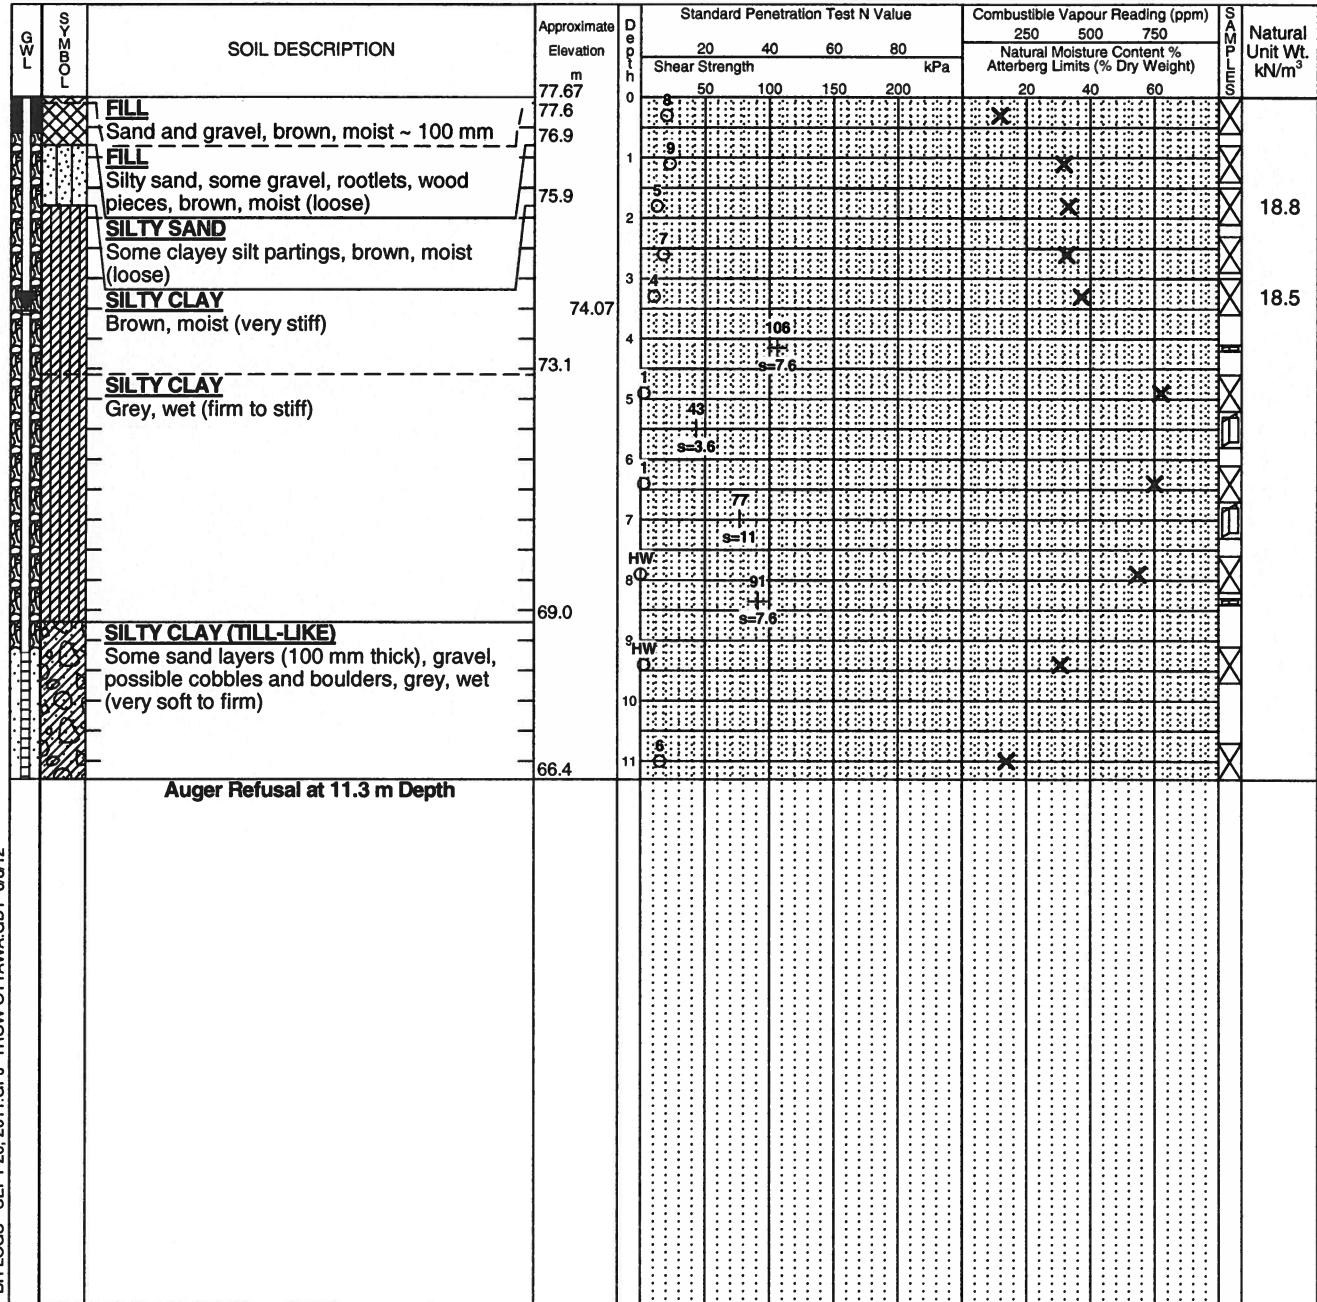 GWL
SYMBOL
SOIL DESCRIPTION
Approximate
Elevation
m
77.67
Depth
Standard Penetration Test N Value
20 40 60 80
Shear Strength kPa
50 100 150 200
Combustible Vapour Reading (ppm)
250 500 750
Natural Moisture Content %
Atterberg Limits (% Dry Weight)
20 40 60
SAMPLES
Natural
Unit Wt.
kN/m³
0
FILL
77.6
8
Sand and gravel, brown, moist ~ 100 mm
76.9
FILL
1
9
Silty sand, some gravel, rootlets, wood
pieces, brown, moist (loose)
75.9
5
18.8
2
SILTY SAND
Some clayey silt partings, brown, moist
(loose)
7
3
SILTY CLAY
74.07
4
18.5
Brown, moist (very stiff)
4
106
s=7.6
73.1
SILTY CLAY
1
Grey, wet (firm to stiff)
5
43
s=3.6
6
1
77
7
s=11
HW
8
91
s=7.6
69.0
SILTY CLAY (TILL-LIKE)
9
HW
Some sand layers (100 mm thick), gravel,
possible cobbles and boulders, grey, wet
(very soft to firm)
10
6
11
66.4
Auger Refusal at 11.3 m Depth